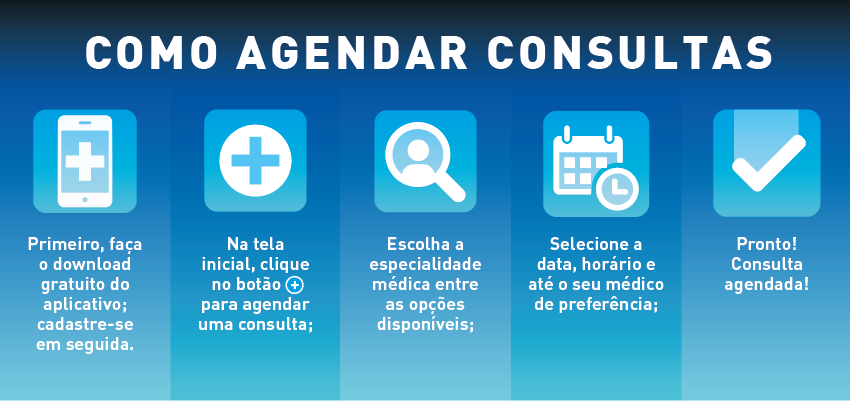 COMO AGENDAR CONSULTAS
Primeiro, faça
o download
gratuito do
aplicativo;
cadastre-se
em seguida.
Na tela
inicial, clique
no botão ⊕
para agendar
uma consulta;
Escolha a
especialidade
médica entre
as opções
disponíveis;
Selecione a
data, horário e
até o seu médico
de preferência;
Pronto!
Consulta
agendada!